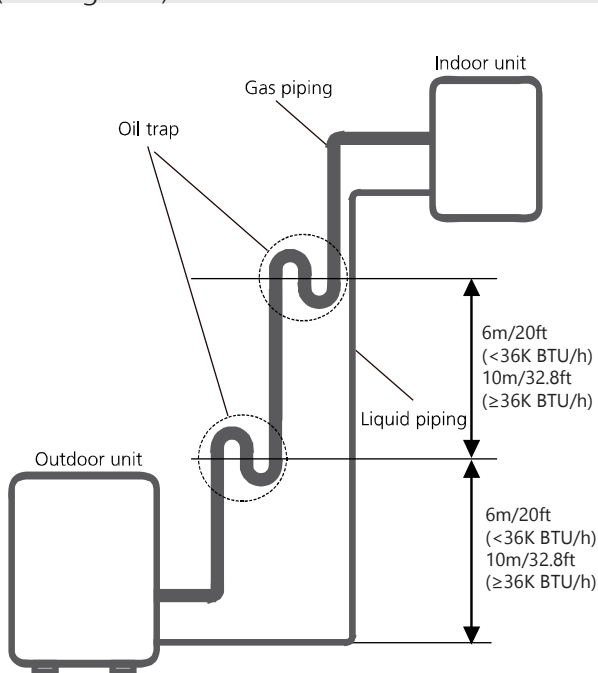 Indoor unit
Gas piping
Oil trap
6m/20ft
(<36K BTU/h)
10m/32.8ft
(≥36K BTU/h)
Liquid piping
Outdoor unit
6m/20ft
(<36K BTU/h)
10m/32.8ft
(≥36K BTU/h)